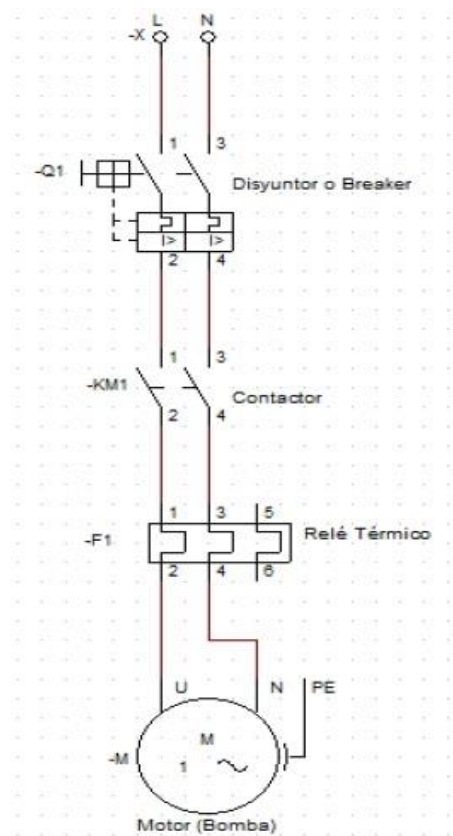 L N
-X
1 3
-Q1
Disyuntor o Breaker
I> I>
2 4
1 3
-KM1
Contactor
2 4
1 3 5
-F1
Relé Térmico
2 4 6
U N PE
M
-M
1
Motor (Bomba)